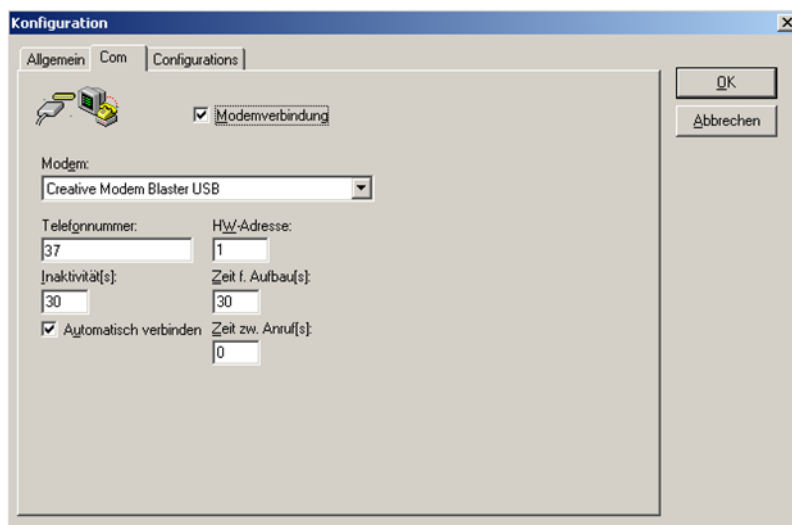 Konfiguration
Allgemein Com Configurations
OK
Modemverbindung
Abbrechen
Modem:
Creative Modem Blaster USB
Telefonnummer: HW-Adresse:
37 1
Inaktivität[s]: Zeit f. Aufbau[s]:
30 30
Automatisch verbinden Zeit zw. Anruf[s]:
0